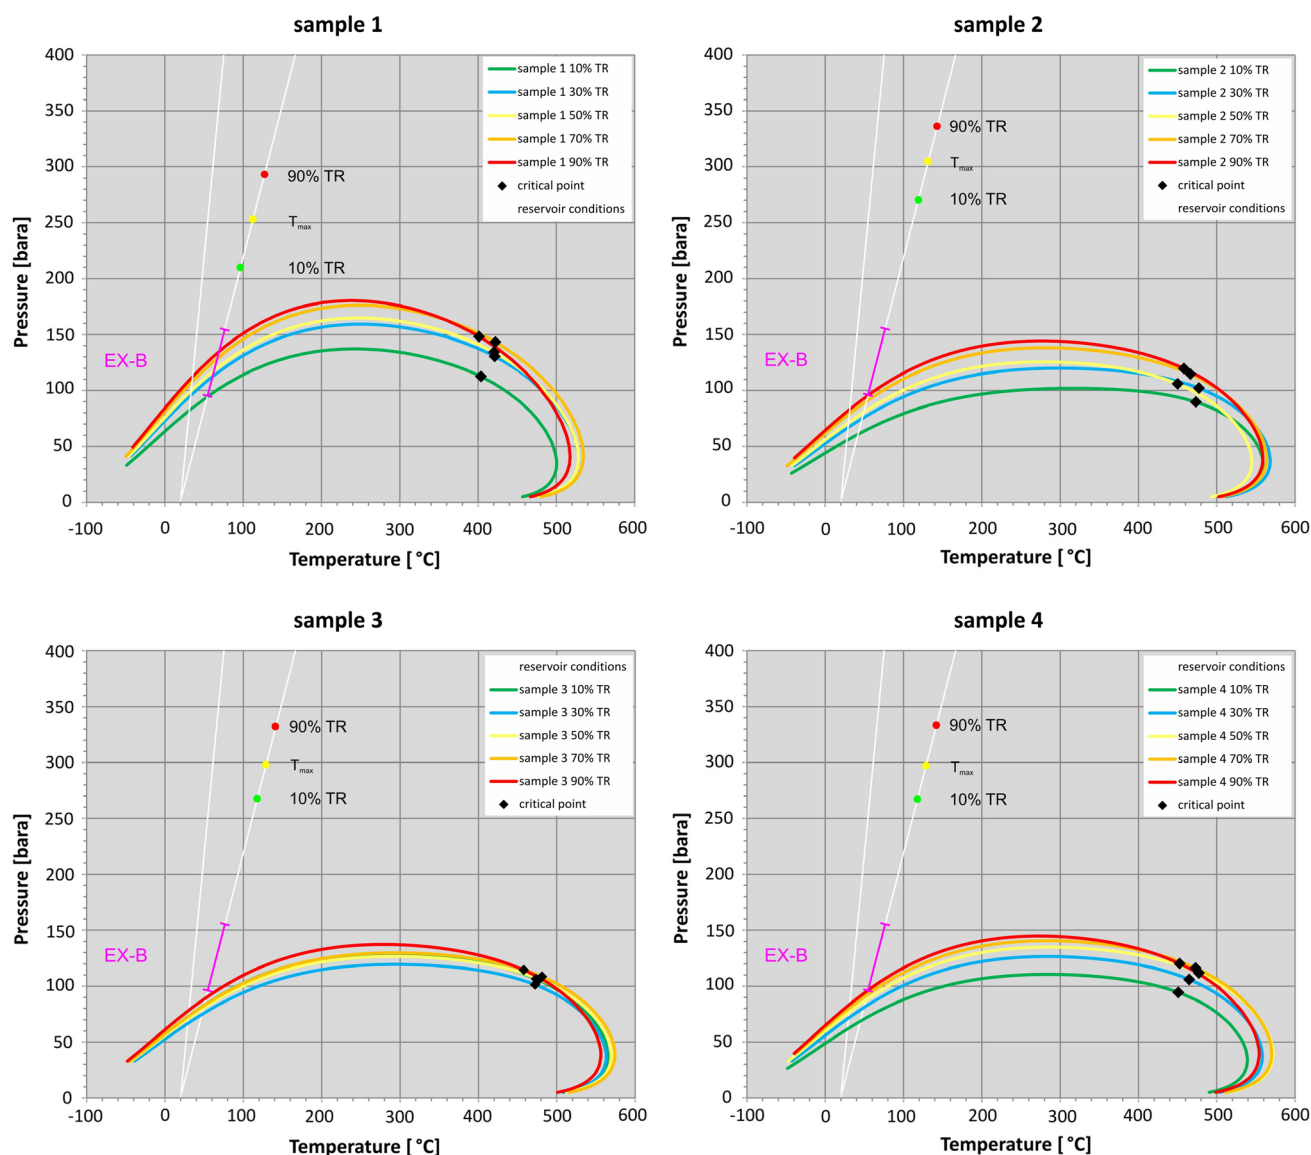 sample 1
400
350
300
250
200
150
100
50
0
Pressure [bara]
-100 0 100 200 300 400 500 600
Temperature [ °C]
90% TR
Tmax
10% TR
EX-B
sample 1 10% TR
sample 1 30% TR
sample 1 50% TR
sample 1 70% TR
sample 1 90% TR
critical point
reservoir conditions
sample 2
400
350
300
250
200
150
100
50
0
Pressure [bara]
-100 0 100 200 300 400 500 600
Temperature [ °C]
90% TR
Tmax
10% TR
EX-B
sample 2 10% TR
sample 2 30% TR
sample 2 50% TR
sample 2 70% TR
sample 2 90% TR
critical point
reservoir conditions
sample 3
400
350
300
250
200
150
100
50
0
Pressure [bara]
-100 0 100 200 300 400 500 600
Temperature [ °C]
90% TR
Tmax
10% TR
EX-B
reservoir conditions
sample 3 10% TR
sample 3 30% TR
sample 3 50% TR
sample 3 70% TR
sample 3 90% TR
critical point
sample 4
400
350
300
250
200
150
100
50
0
Pressure [bara]
-100 0 100 200 300 400 500 600
Temperature [ °C]
90% TR
Tmax
10% TR
EX-B
reservoir conditions
sample 4 10% TR
sample 4 30% TR
sample 4 50% TR
sample 4 70% TR
sample 4 90% TR
critical point